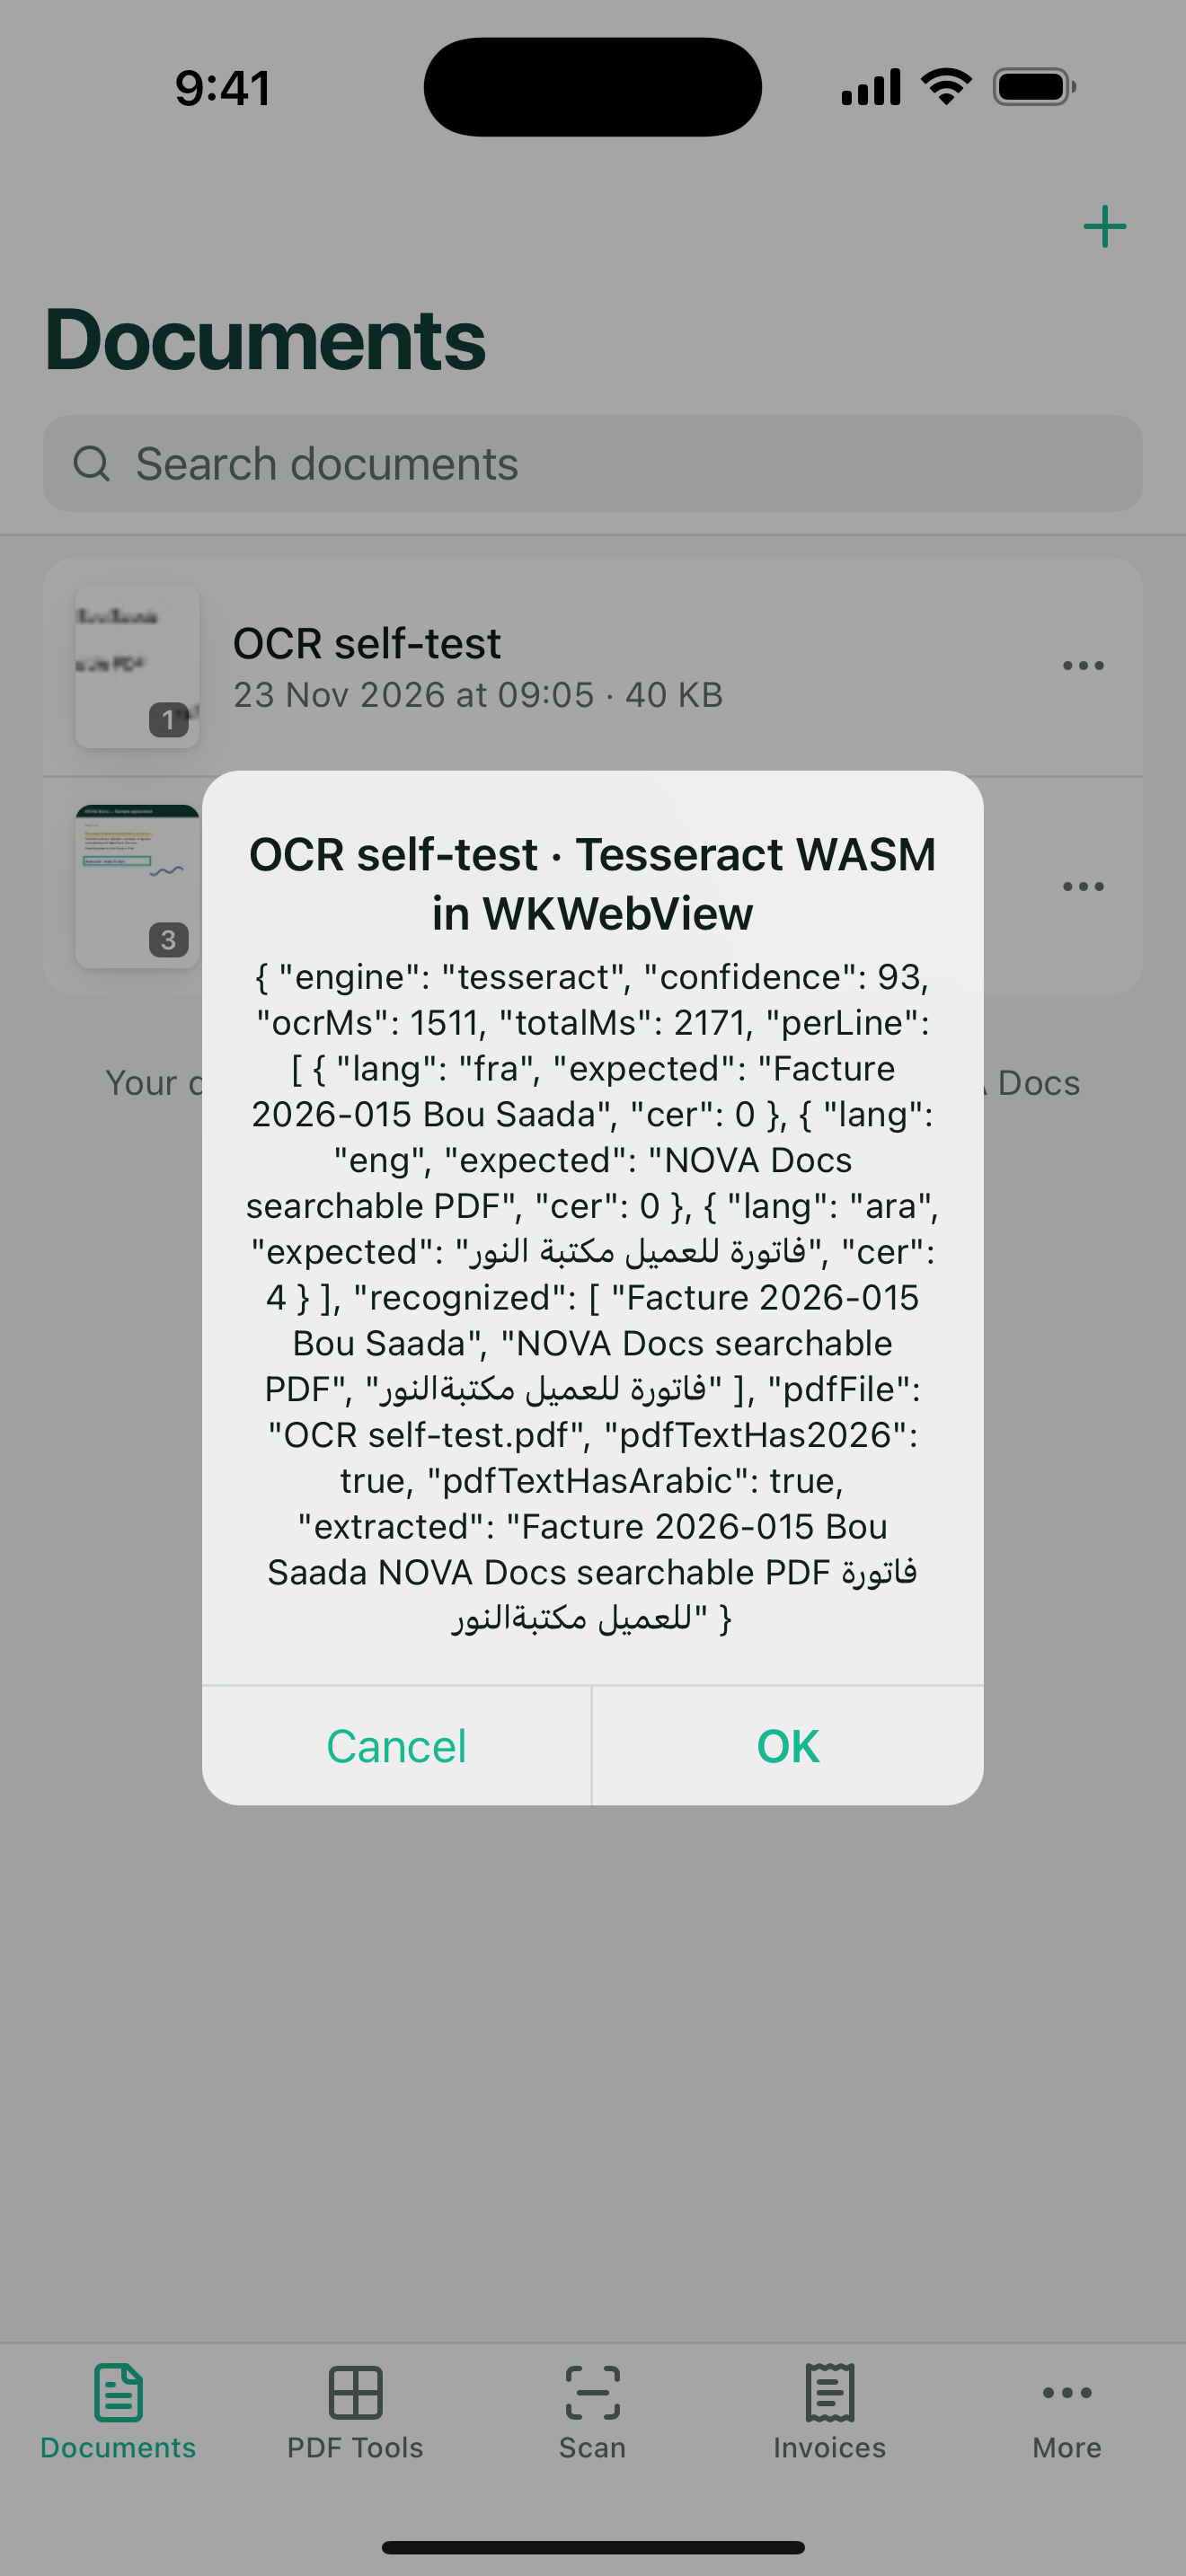 9:41
Documents
Search documents
OCR self-test
23 Nov 2026 at 09:05 · 40 KB
1
3
Your
Docs
OCR self-test · Tesseract WASM
in WKWebView
{ "engine": "tesseract", "confidence": 93,
"ocrMs": 1511, "totalMs": 2171, "perLine":
[ { "lang": "fra", "expected": "Facture
2026-015 Bou Saada", "cer": 0 }, { "lang":
"eng", "expected": "NOVA Docs
searchable PDF", "cer": 0 }, { "lang": "ara",
"expected": "فاتورة للعميل مكتبة النور", "cer":
4 } ], "recognized": [ "Facture 2026-015
Bou Saada", "NOVA Docs searchable
PDF", "فاتورة للعميل مكتبةالنور" ], "pdfFile":
"OCR self-test.pdf", "pdfTextHas2026":
true, "pdfTextHasArabic": true,
"extracted": "Facture 2026-015 Bou
Saada NOVA Docs searchable PDF فاتورة
للعميل مكتبةالنور" }
Cancel
OK
Documents
PDF Tools
Scan
Invoices
More